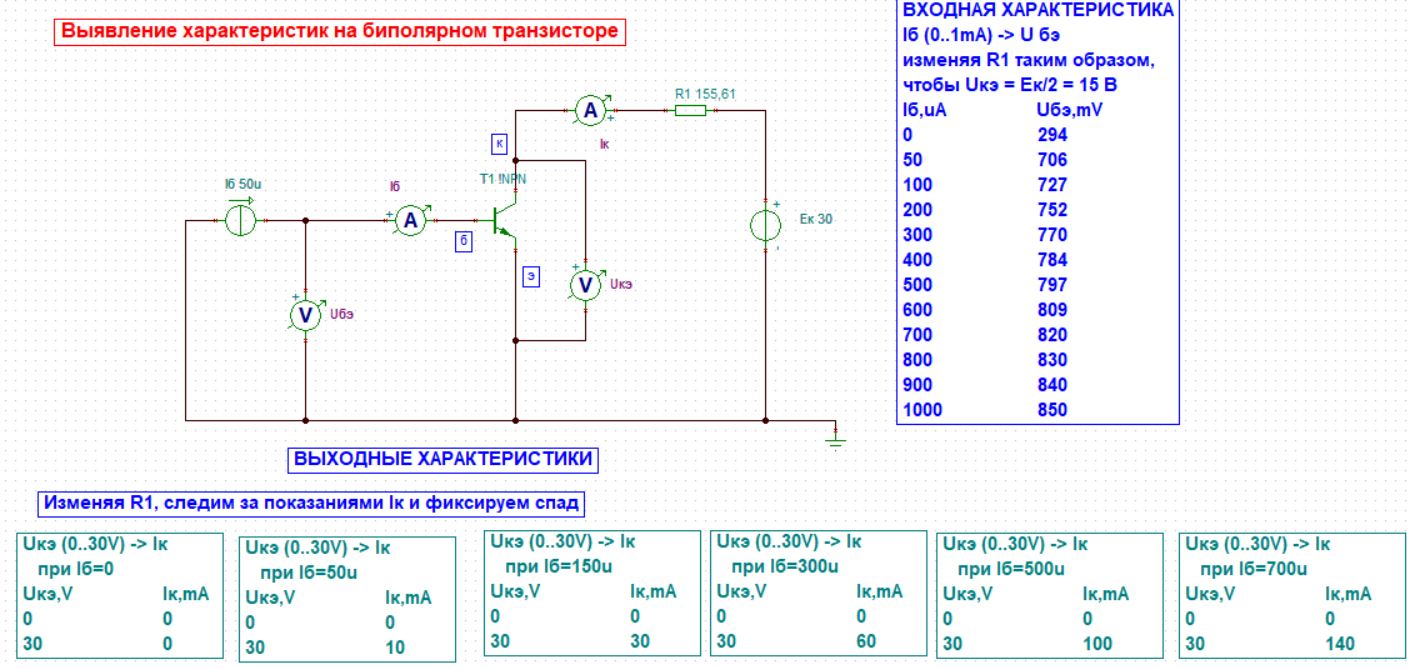 Выявление характеристик на биполярном транзисторе
ВХОДНАЯ ХАРАКТЕРИСТИКА
Iб (0..1mA) -> U бэ
изменяя R1 таким образом,
чтобы Uкэ = Ек/2 = 15 В
Iб,uA Uбэ,mV
0 294
50 706
100 727
200 752
300 770
400 784
500 797
600 809
700 820
800 830
900 840
1000 850
R1 155,61
A
+
Iк
к
T1 !NPN
Iб 50u
Iб
+
A
б
э
+
V
Uкэ
+
Ек 30
-
+
V
Uбэ
ВЫХОДНЫЕ ХАРАКТЕРИСТИКИ
Изменяя R1, следим за показаниями Iк и фиксируем спад
Uкэ (0..30V) -> Iк
при Iб=0
Uкэ,V Iк,mA
0 0
30 0
Uкэ (0..30V) -> Iк
при Iб=50u
Uкэ,V Iк,mA
0 0
30 10
Uкэ (0..30V) -> Iк
при Iб=150u
Uкэ,V Iк,mA
0 0
30 30
Uкэ (0..30V) -> Iк
при Iб=300u
Uкэ,V Iк,mA
0 0
30 60
Uкэ (0..30V) -> Iк
при Iб=500u
Uкэ,V Iк,mA
0 0
30 100
Uкэ (0..30V) -> Iк
при Iб=700u
Uкэ,V Iк,mA
0 0
30 140